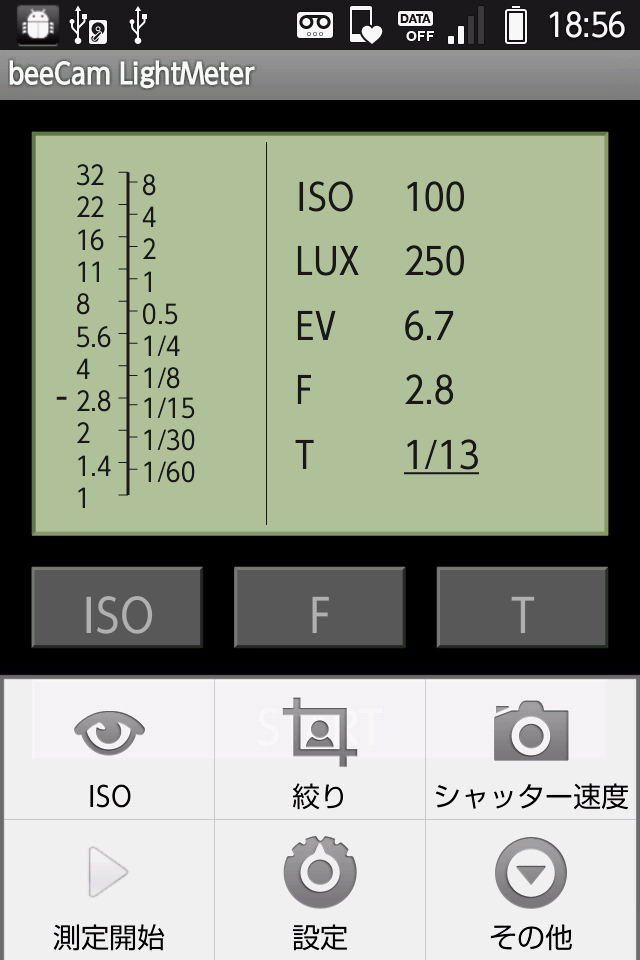 DATA
OFF
18:56
beeCam LightMeter
32
22
16
11
8
5.6
4
- 2.8
2
1.4
1
8
4
2
1
0.5
1/4
1/8
1/15
1/30
1/60
ISO 100
LUX 250
EV 6.7
F 2.8
T 1/13
ISO F T
START
ISO 絞り シャッター速度
測定開始 設定 その他